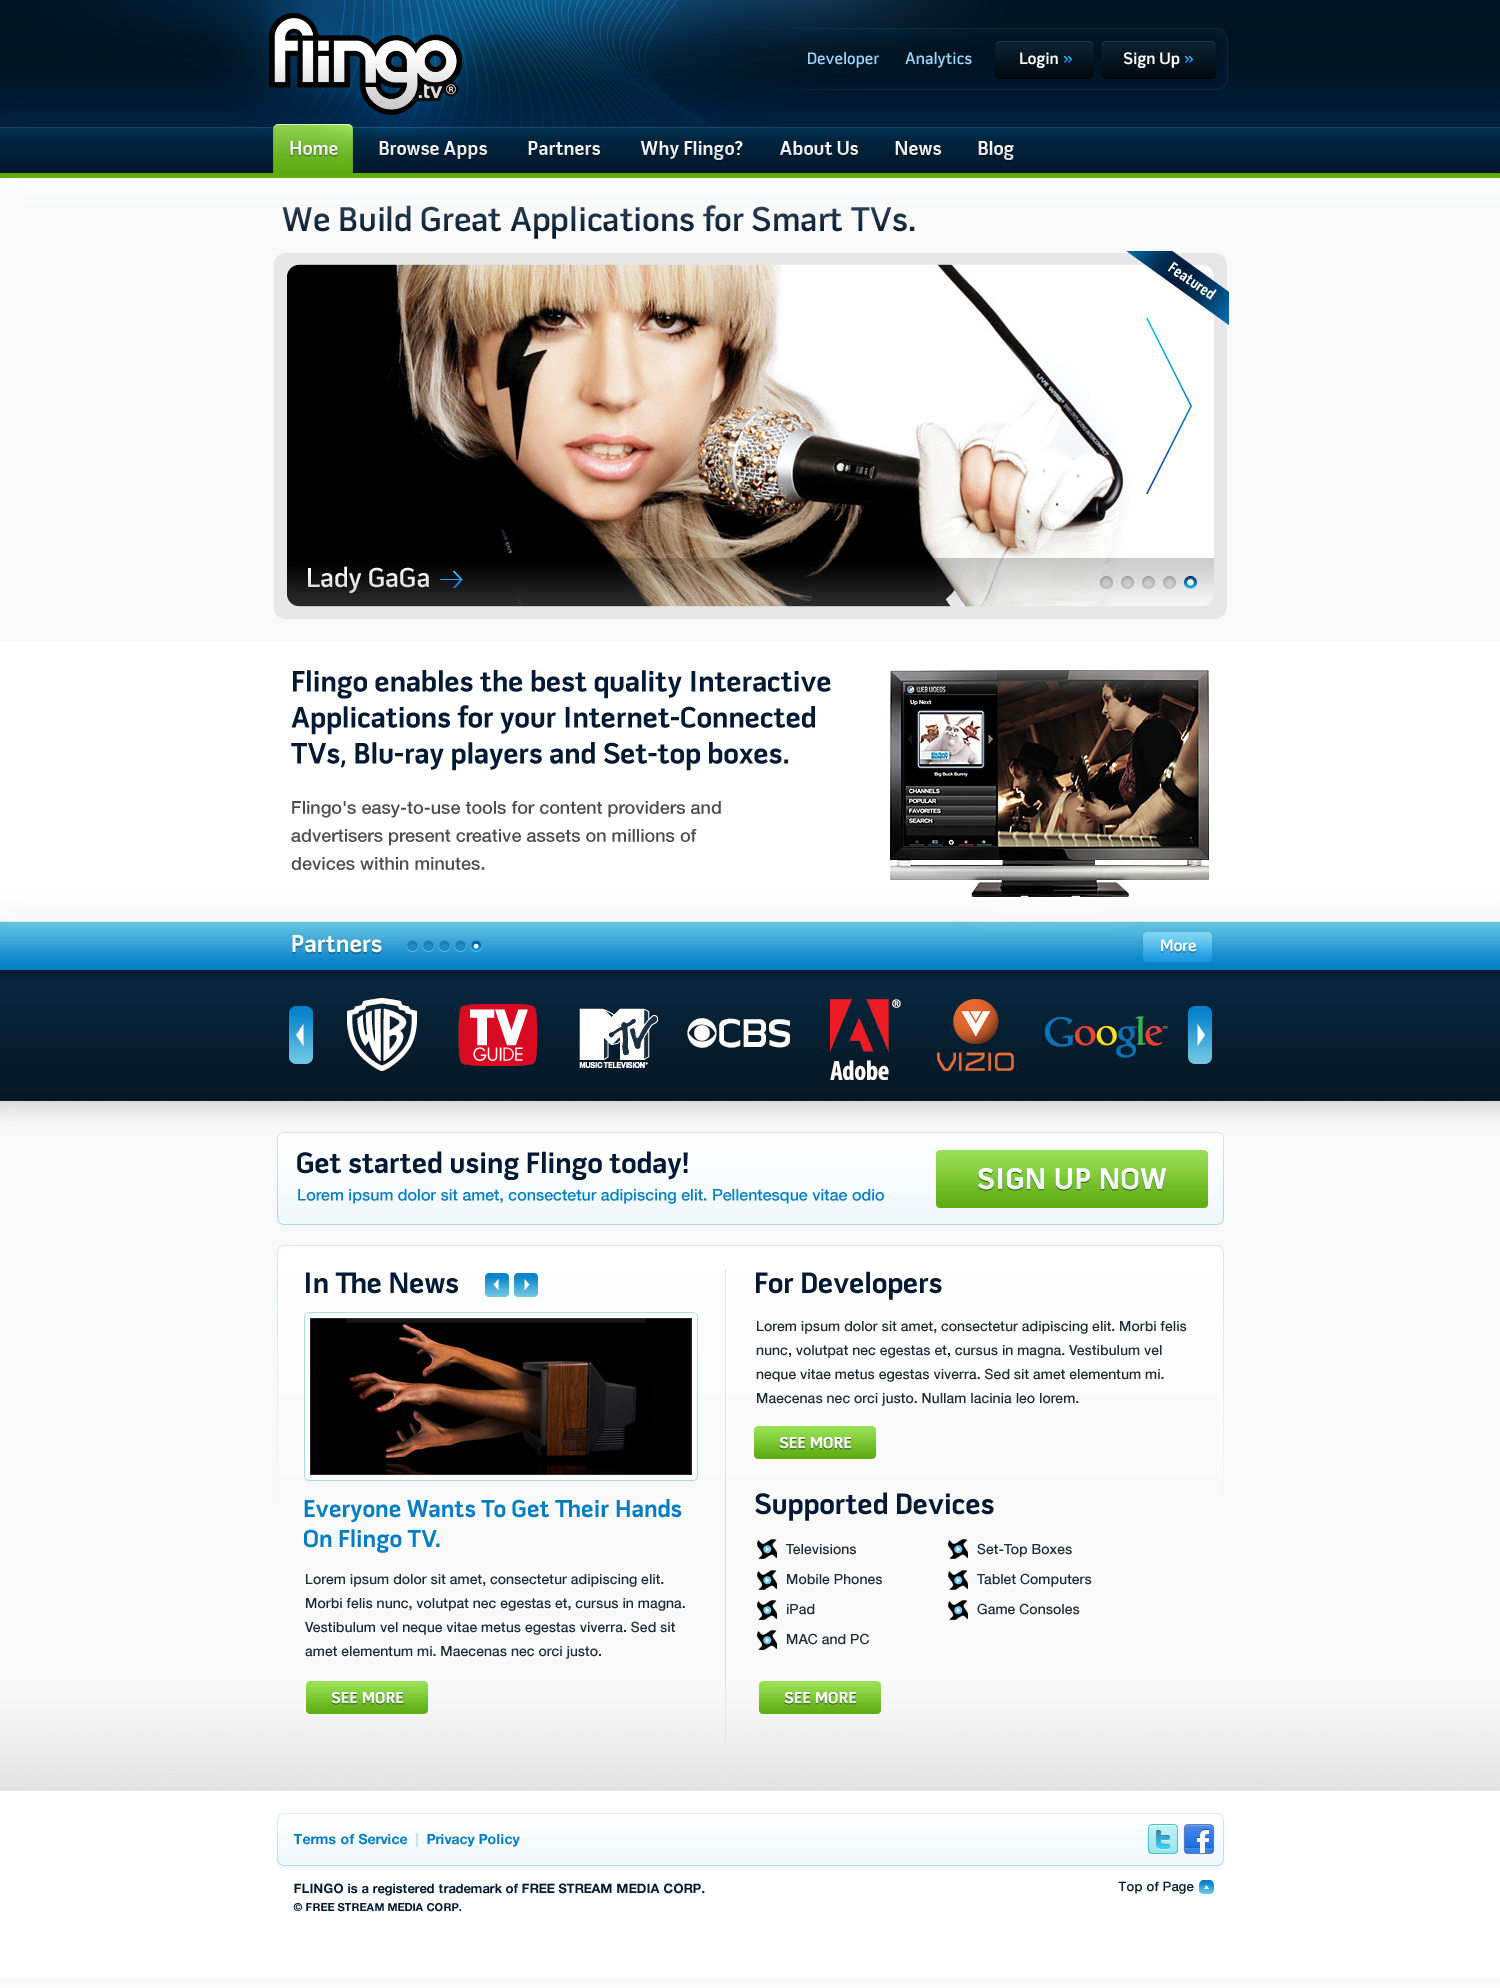 flingo
.tv®
Developer Analytics Login » Sign Up »
Home Browse Apps Partners Why Flingo? About Us News Blog
We Build Great Applications for Smart TVs.
Featured
Lady GaGa
Flingo enables the best quality Interactive
Applications for your Internet-Connected
TVs, Blu-ray players and Set-top boxes.
Flingo's easy-to-use tools for content providers and
advertisers present creative assets on millions of
devices within minutes.
WEB VIDEOS
Up Next
Big Buck Bunny
CHANNELS
POPULAR
FAVORITES
SEARCH
Partners
More
WB
TV
GUIDE
MTV
MUSIC TELEVISION
CBS
Adobe
®
V
VIZIO
Google
Get started using Flingo today!
Lorem ipsum dolor sit amet, consectetur adipiscing elit. Pellentesque vitae odio
SIGN UP NOW
In The News
Everyone Wants To Get Their Hands
On Flingo TV.
Lorem ipsum dolor sit amet, consectetur adipiscing elit.
Morbi felis nunc, volutpat nec egestas et, cursus in magna.
Vestibulum vel neque vitae metus egestas viverra. Sed sit
amet elementum mi. Maecenas nec orci justo.
SEE MORE
For Developers
Lorem ipsum dolor sit amet, consectetur adipiscing elit. Morbi felis
nunc, volutpat nec egestas et, cursus in magna. Vestibulum vel
neque vitae metus egestas viverra. Sed sit amet elementum mi.
Maecenas nec orci justo. Nullam lacinia leo lorem.
SEE MORE
Supported Devices
Televisions
Mobile Phones
iPad
MAC and PC
Set-Top Boxes
Tablet Computers
Game Consoles
SEE MORE
Terms of Service | Privacy Policy
t f
FLINGO is a registered trademark of FREE STREAM MEDIA CORP.
© FREE STREAM MEDIA CORP.
Top of Page